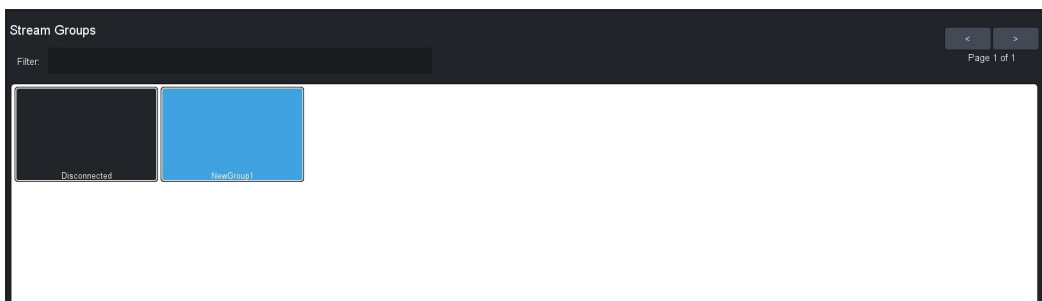 Stream Groups
< >
Filter:
Page 1 of 1
Disconnected
NewGroup1